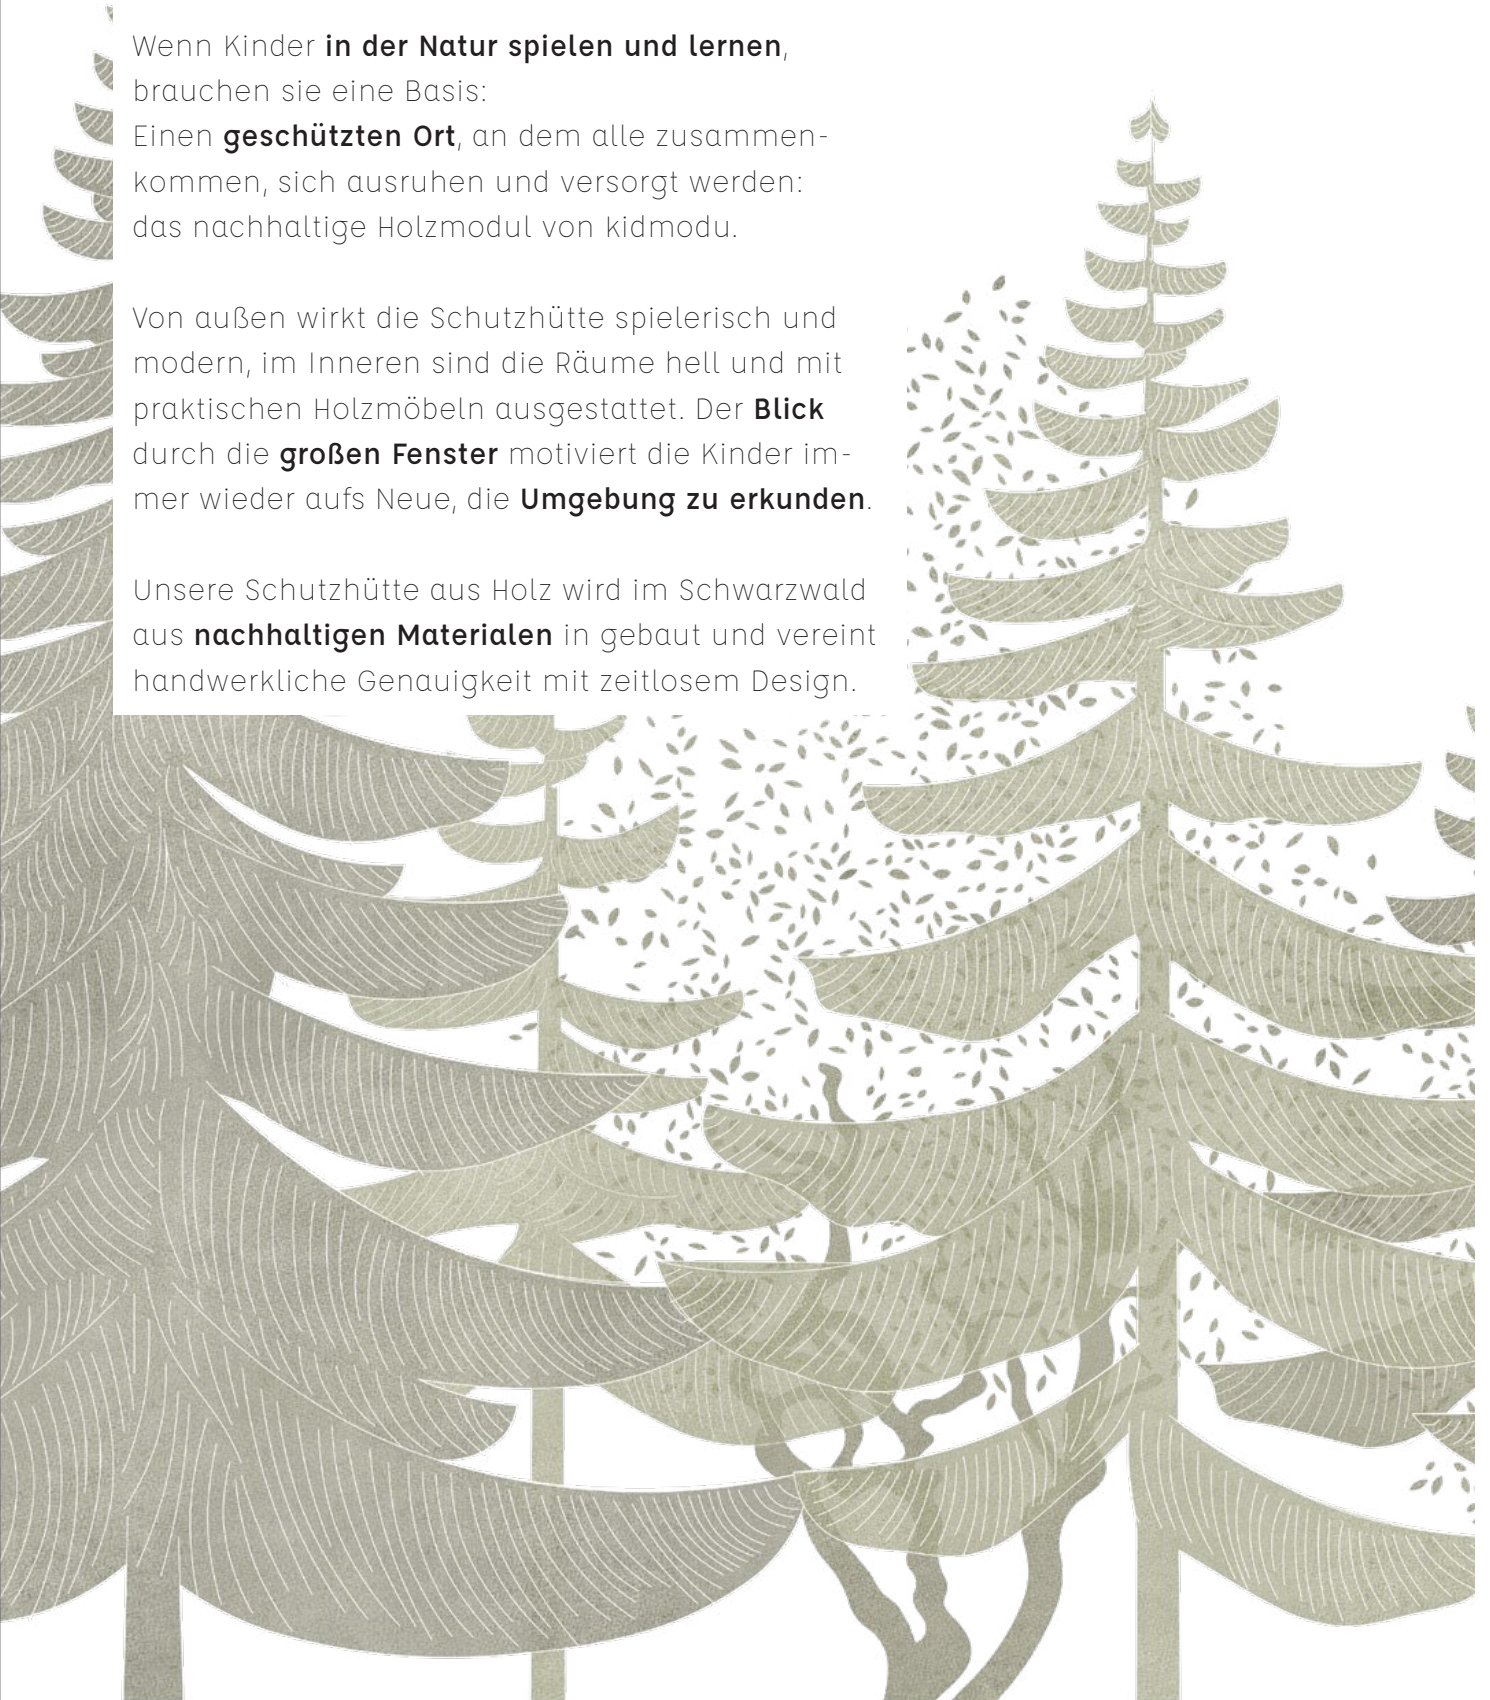 Wenn Kinder in der Natur spielen und lernen,
brauchen sie eine Basis:
Einen geschützten Ort, an dem alle zusammen-
kommen, sich ausruhen und versorgt werden:
das nachhaltige Holzmodul von kidmodu.
Von außen wirkt die Schutzhütte spielerisch und
modern, im Inneren sind die Räume hell und mit
praktischen Holzmöbeln ausgestattet. Der Blick
durch die großen Fenster motiviert die Kinder im-
mer wieder aufs Neue, die Umgebung zu erkunden.
Unsere Schutzhütte aus Holz wird im Schwarzwald
aus nachhaltigen Materialen in gebaut und vereint
handwerkliche Genauigkeit mit zeitlosem Design.